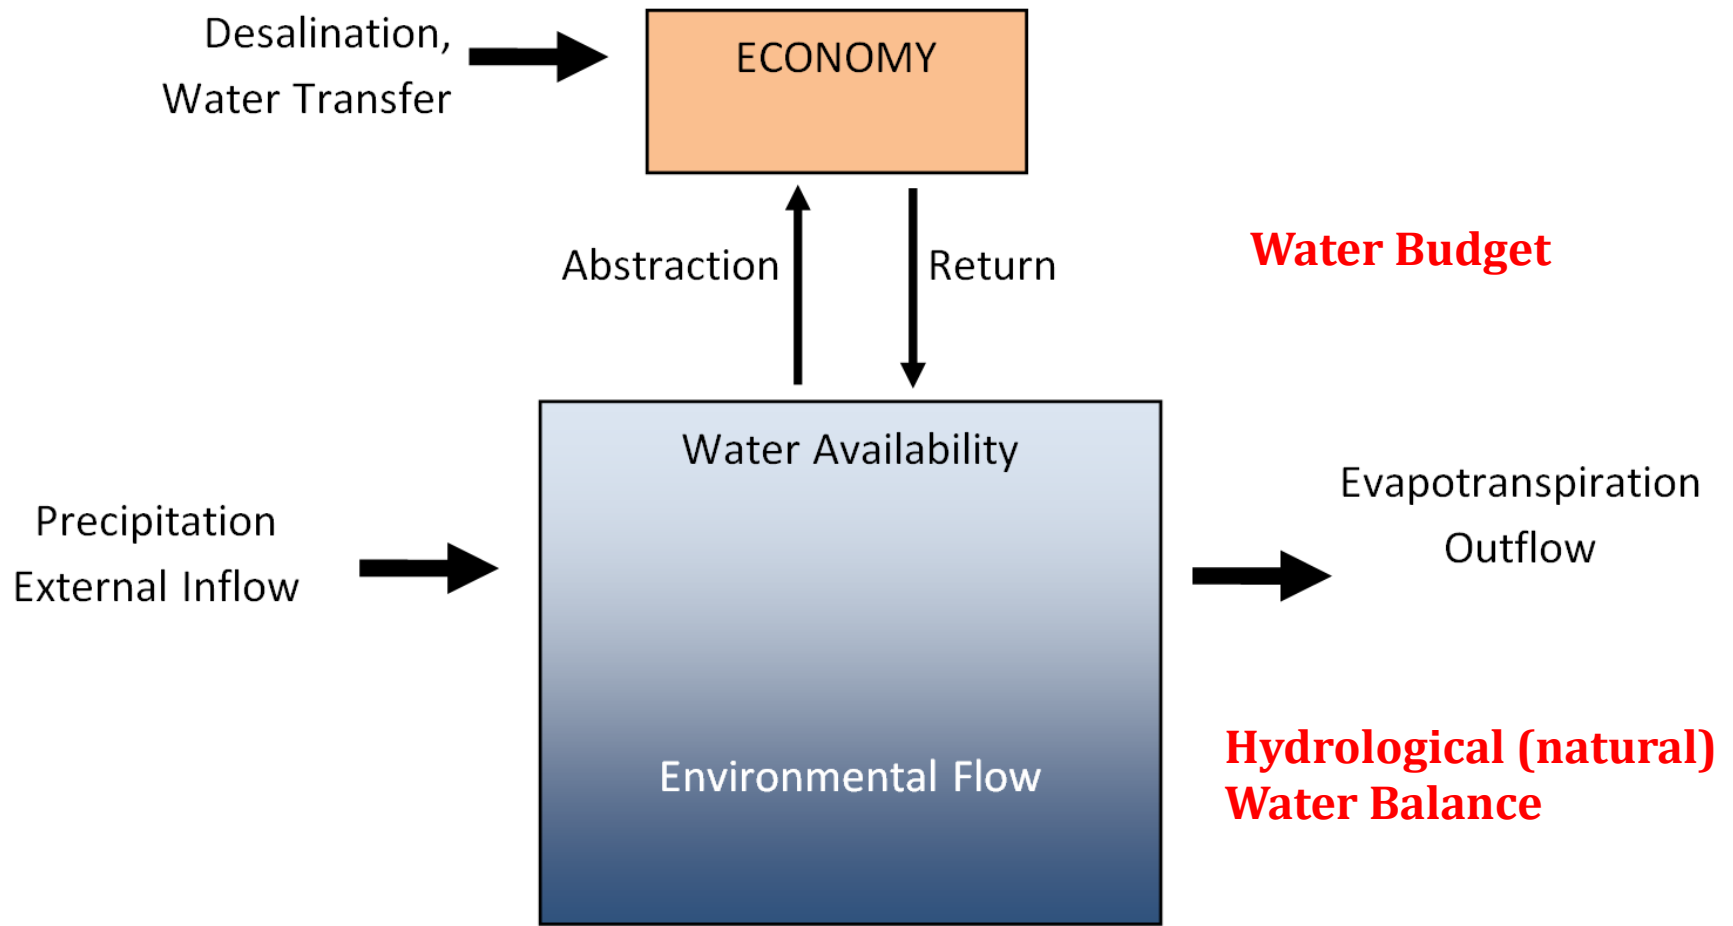 Desalination,
Water Transfer
ECONOMY
Abstraction
Return
Water Budget
Water Availability
Precipitation
External Inflow
Evapotranspiration
Outflow
Environmental Flow
Hydrological (natural)
Water Balance